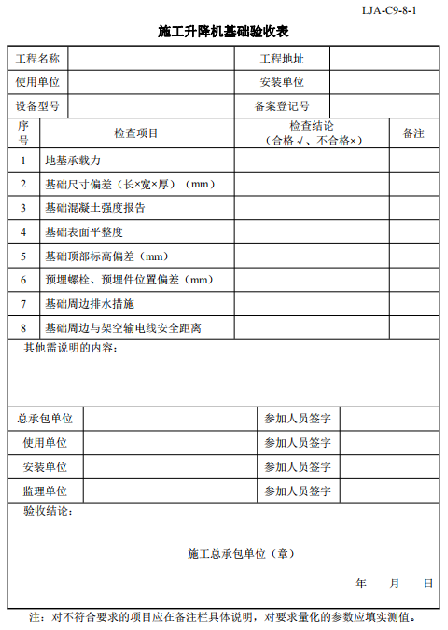 LJA-C9-8-1
施工升降机基础验收表
工程名称 工程地址
使用单位 安装单位
设备型号 备案登记号
序号 检查项目 检查结论（合格√、不合格×） 备注
1 地基承载力
2 基础尺寸偏差（长×宽×厚）（mm）
3 基础混凝土强度报告
4 基础表面平整度
5 基础顶部标高偏差（mm）
6 预埋螺栓、预埋件位置偏差（mm）
7 基础周边排水措施
8 基础周边与架空输电线安全距离
其他需说明的内容：
总承包单位 参加人员签字
使用单位 参加人员签字
安装单位 参加人员签字
监理单位 参加人员签字
验收结论：
施工总承包单位（章）
年 月 日
注：对不符合要求的项目应在备注栏具体说明，对要求量化的参数应填实测值。